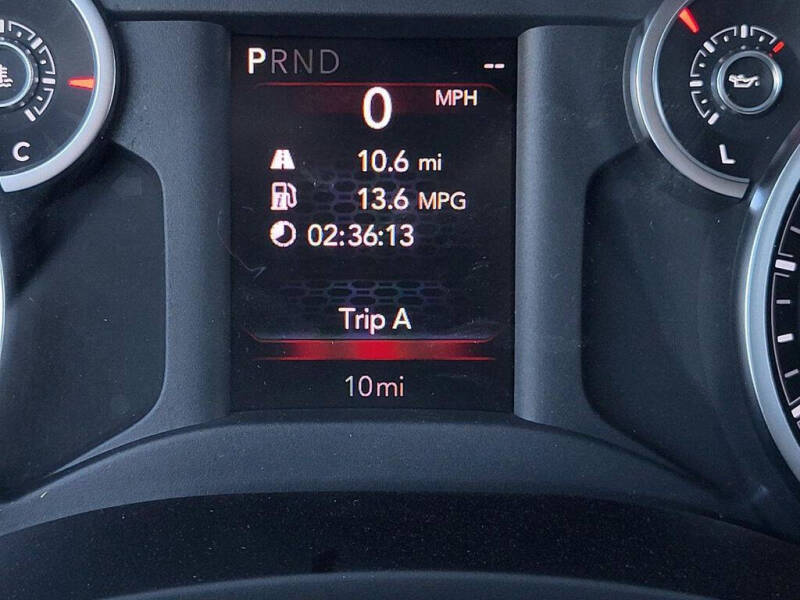 PRND --
0 MPH
10.6 mi
13.6 MPG
02:36:13
Trip A
10mi
C
L